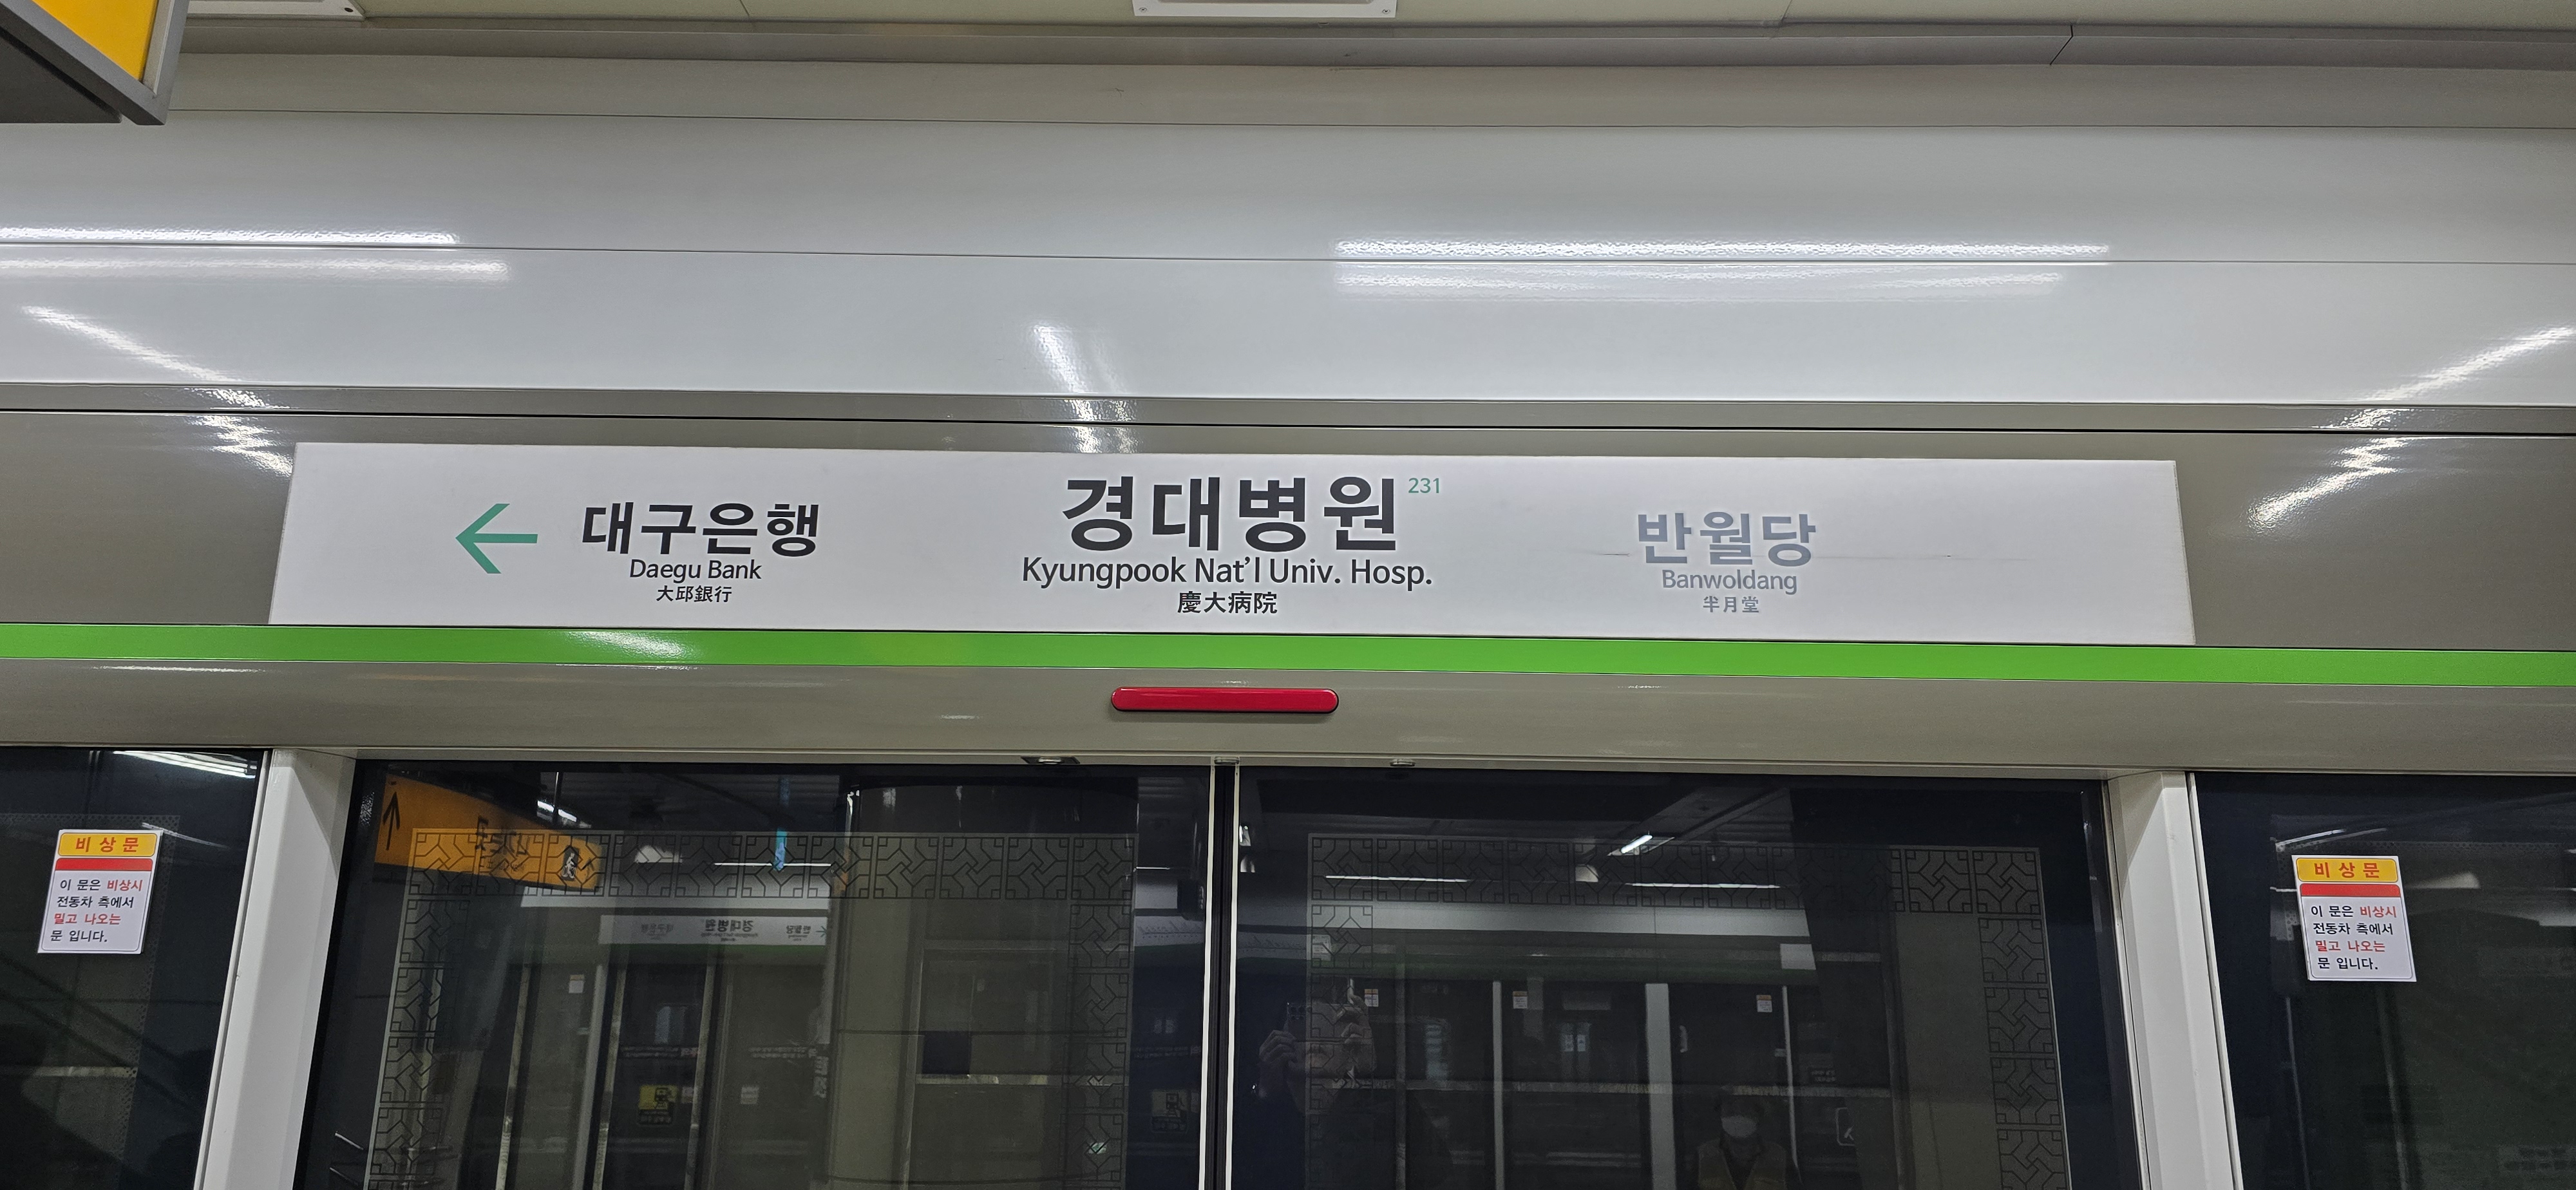 대구은행
Daegu Bank
大邱銀行
경대병원 231
Kyungpook Nat'l Univ. Hosp.
慶大病院
반월당
Banwoldang
半月堂
비상문
이 문은 비상시
전동차 측에서
밀고 나오는
문 입니다.
비상문
이 문은 비상시
전동차 측에서
밀고 나오는
문 입니다.